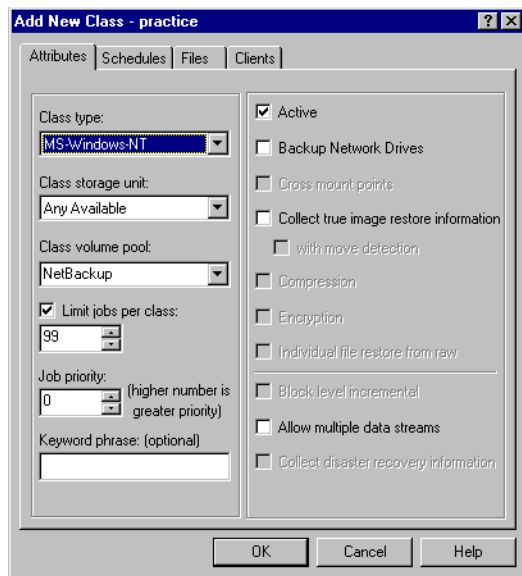 Add New Class - practice
Attributes
Schedules
Files
Clients
Class type:
MS-Windows-NT
Class storage unit:
Any Available
Class volume pool:
NetBackup
Limit jobs per class:
99
Job priority:
0
(higher number is
greater priority)
Keyword phrase: (optional)
Active
Backup Network Drives
Cross mount points
Collect true image restore information
with move detection
Compression
Encryption
Individual file restore from raw
Block level incremental
Allow multiple data streams
Collect disaster recovery information
OK
Cancel
Help